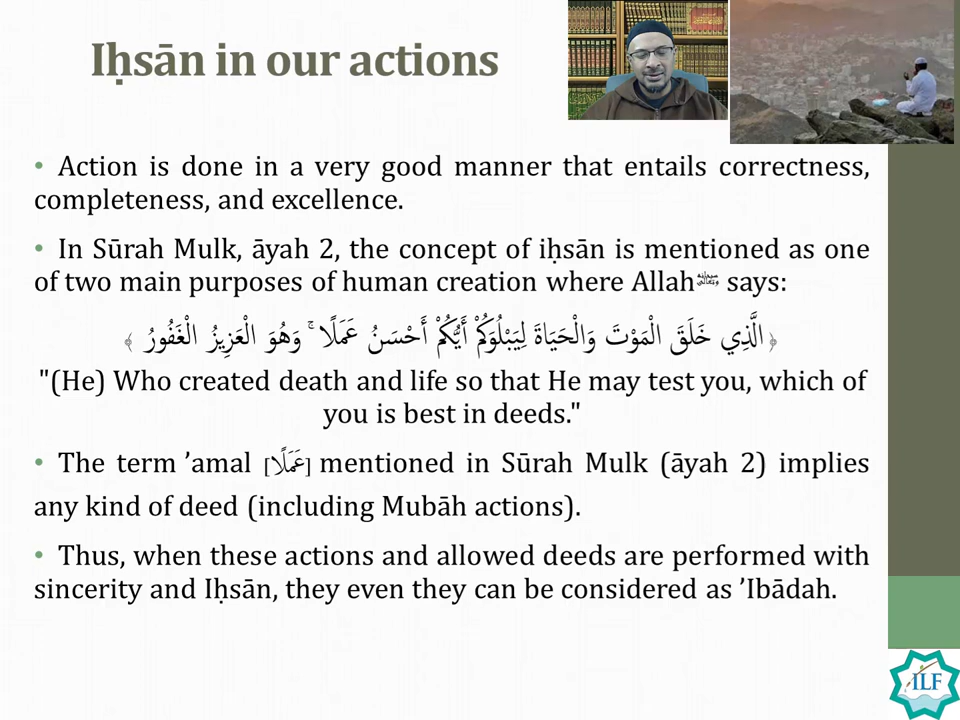 Iḥsān in our actions
• Action is done in a very good manner that entails correctness,
completeness, and excellence.
• In Sūrah Mulk, āyah 2, the concept of iḥsān is mentioned as one
of two main purposes of human creation where Allah says:
﴿ الَّذِي خَلَقَ الْمَوْتَ وَالْحَيَاةَ لِيَبْلُوَكُمْ أَيُّكُمْ أَحْسَنُ عَمَلًا ۚ وَهُوَ الْعَزِيزُ الْغَفُورُ ﴾
"(He) Who created death and life so that He may test you, which of
you is best in deeds."
• The term ’amal [عَمَلًا] mentioned in Sūrah Mulk (āyah 2) implies
any kind of deed (including Mubāh actions).
• Thus, when these actions and allowed deeds are performed with
sincerity and Iḥsān, they even they can be considered as ’Ibādah.
ILF